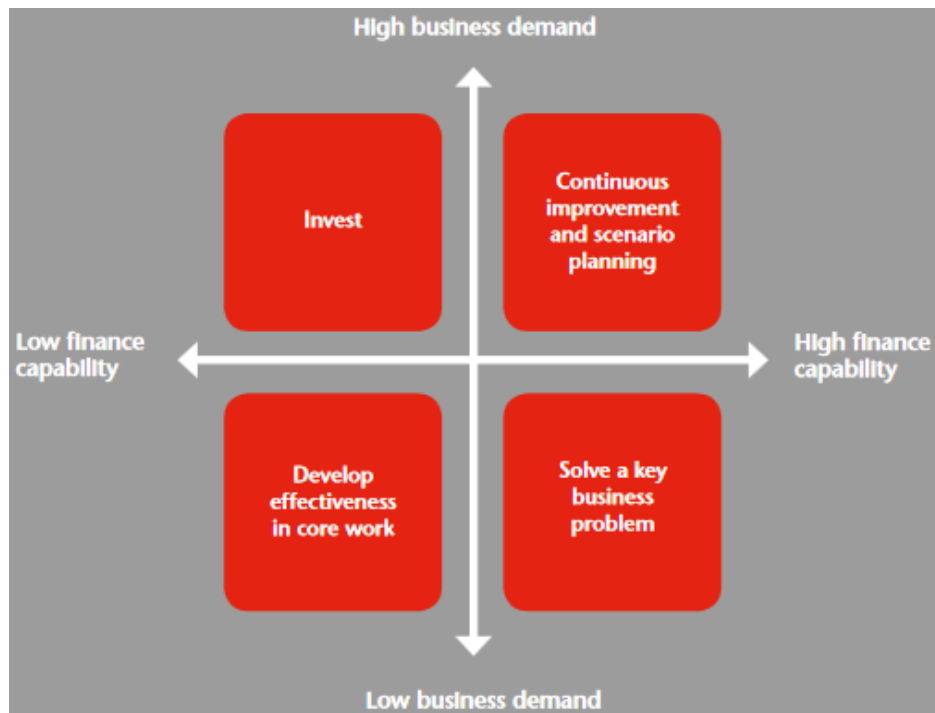 High business demand
Invest
Continuous
improvement
and scenario
planning
Low finance
capability
High finance
capability
Develop
effectiveness
in core work
Solve a key
business
problem
Low business demand